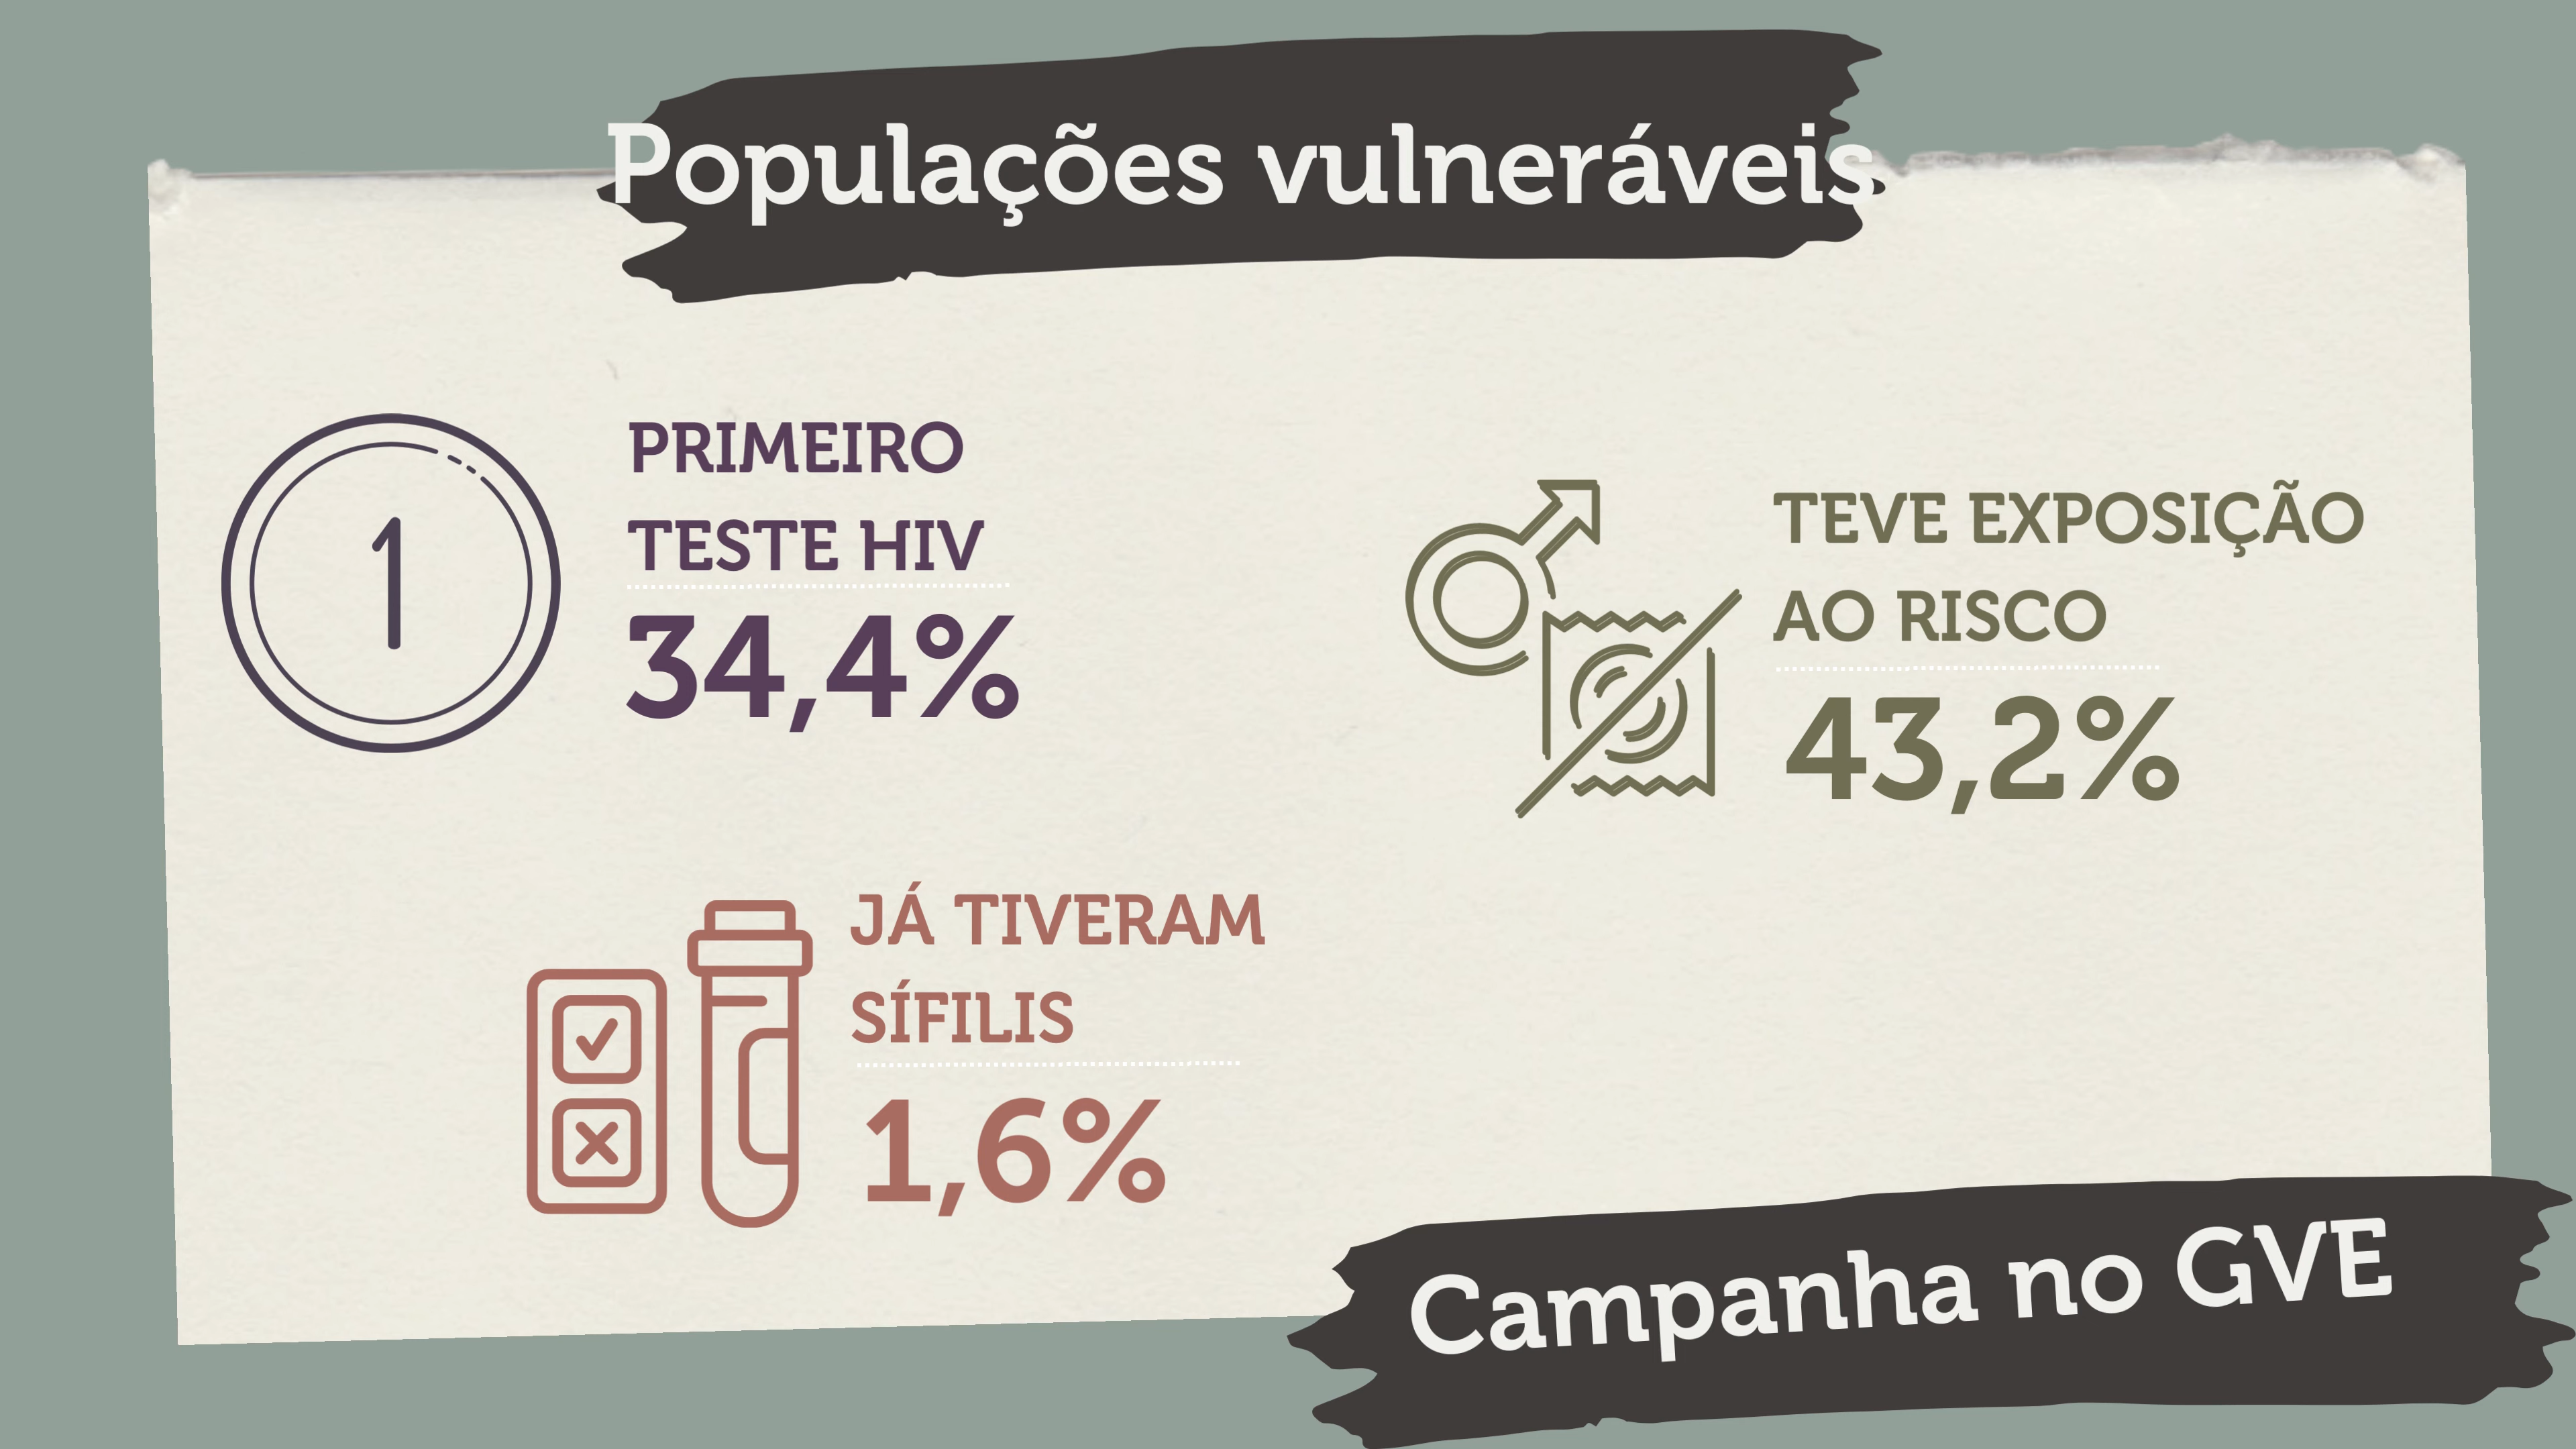 Populações vulneráveis
1
PRIMEIRO
TESTE HIV
34,4%
TEVE EXPOSIÇÃO
AO RISCO
43,2%
JÁ TIVERAM
SÍFILIS
1,6%
Campanha no GVE